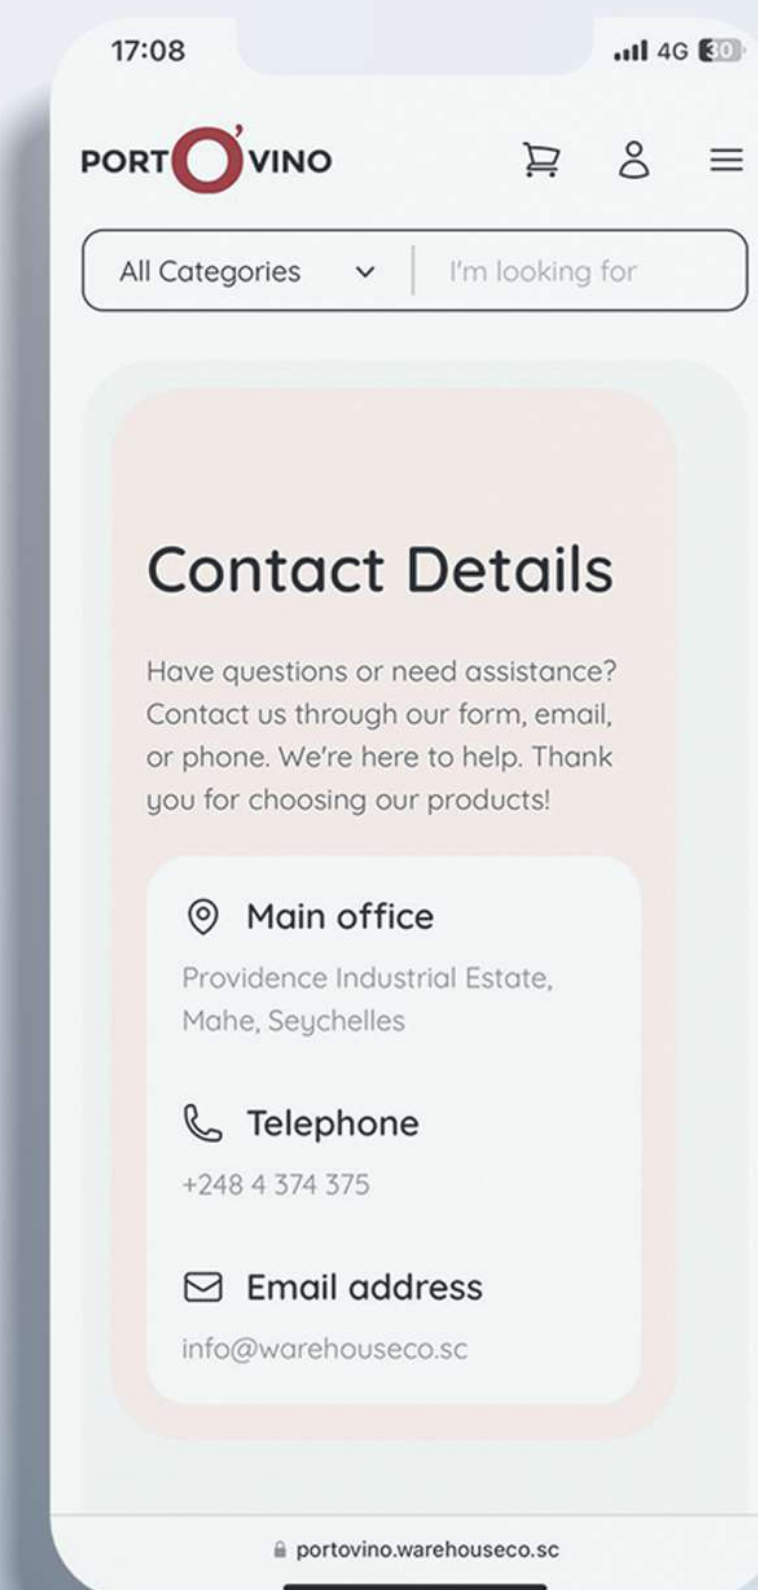 17:08 4G 30
PORTO'VINO
All Categories I'm looking for
Contact Details
Have questions or need assistance?
Contact us through our form, email,
or phone. We're here to help. Thank
you for choosing our products!
Main office
Providence Industrial Estate,
Mahe, Seychelles
Telephone
+248 4 374 375
Email address
info@warehouseco.sc
portovino.warehouseco.sc